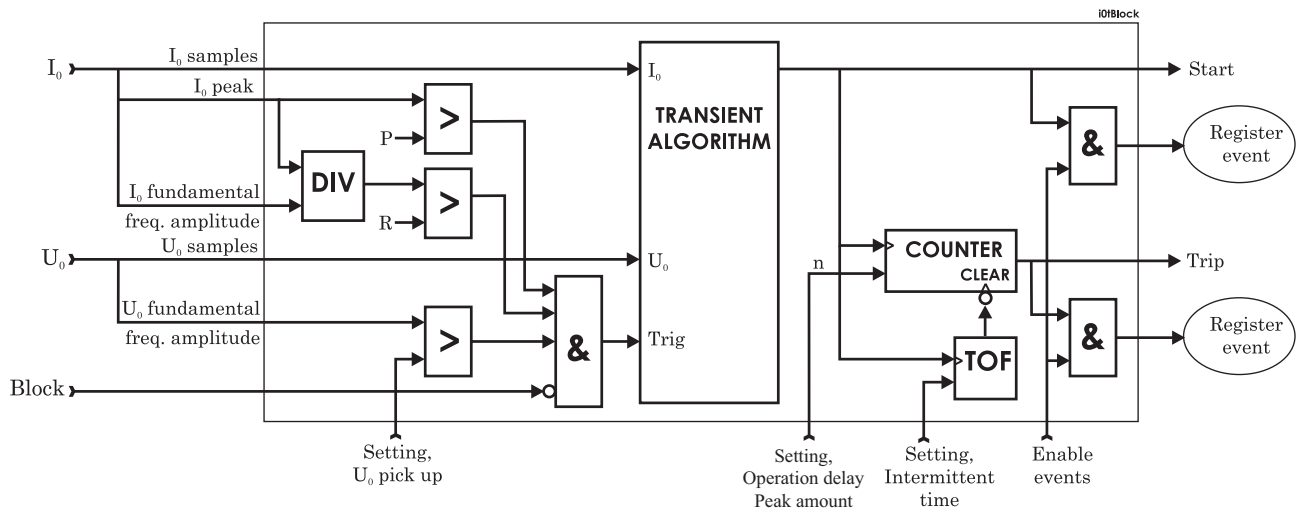 i0tBlock
I₀
I₀ samples
I₀ peak
P
>
I₀ fundamental
freq. amplitude
DIV
R
>
U₀
U₀ samples
U₀ fundamental
freq. amplitude
>
&
Block
Setting,
U₀ pick up
I₀
TRANSIENT
ALGORITHM
U₀
Trig
n
COUNTER
CLEAR
TOF
Setting,
Operation delay
Peak amount
Setting,
Intermittent
time
Enable
events
Start
&
Register
event
Trip
&
Register
event